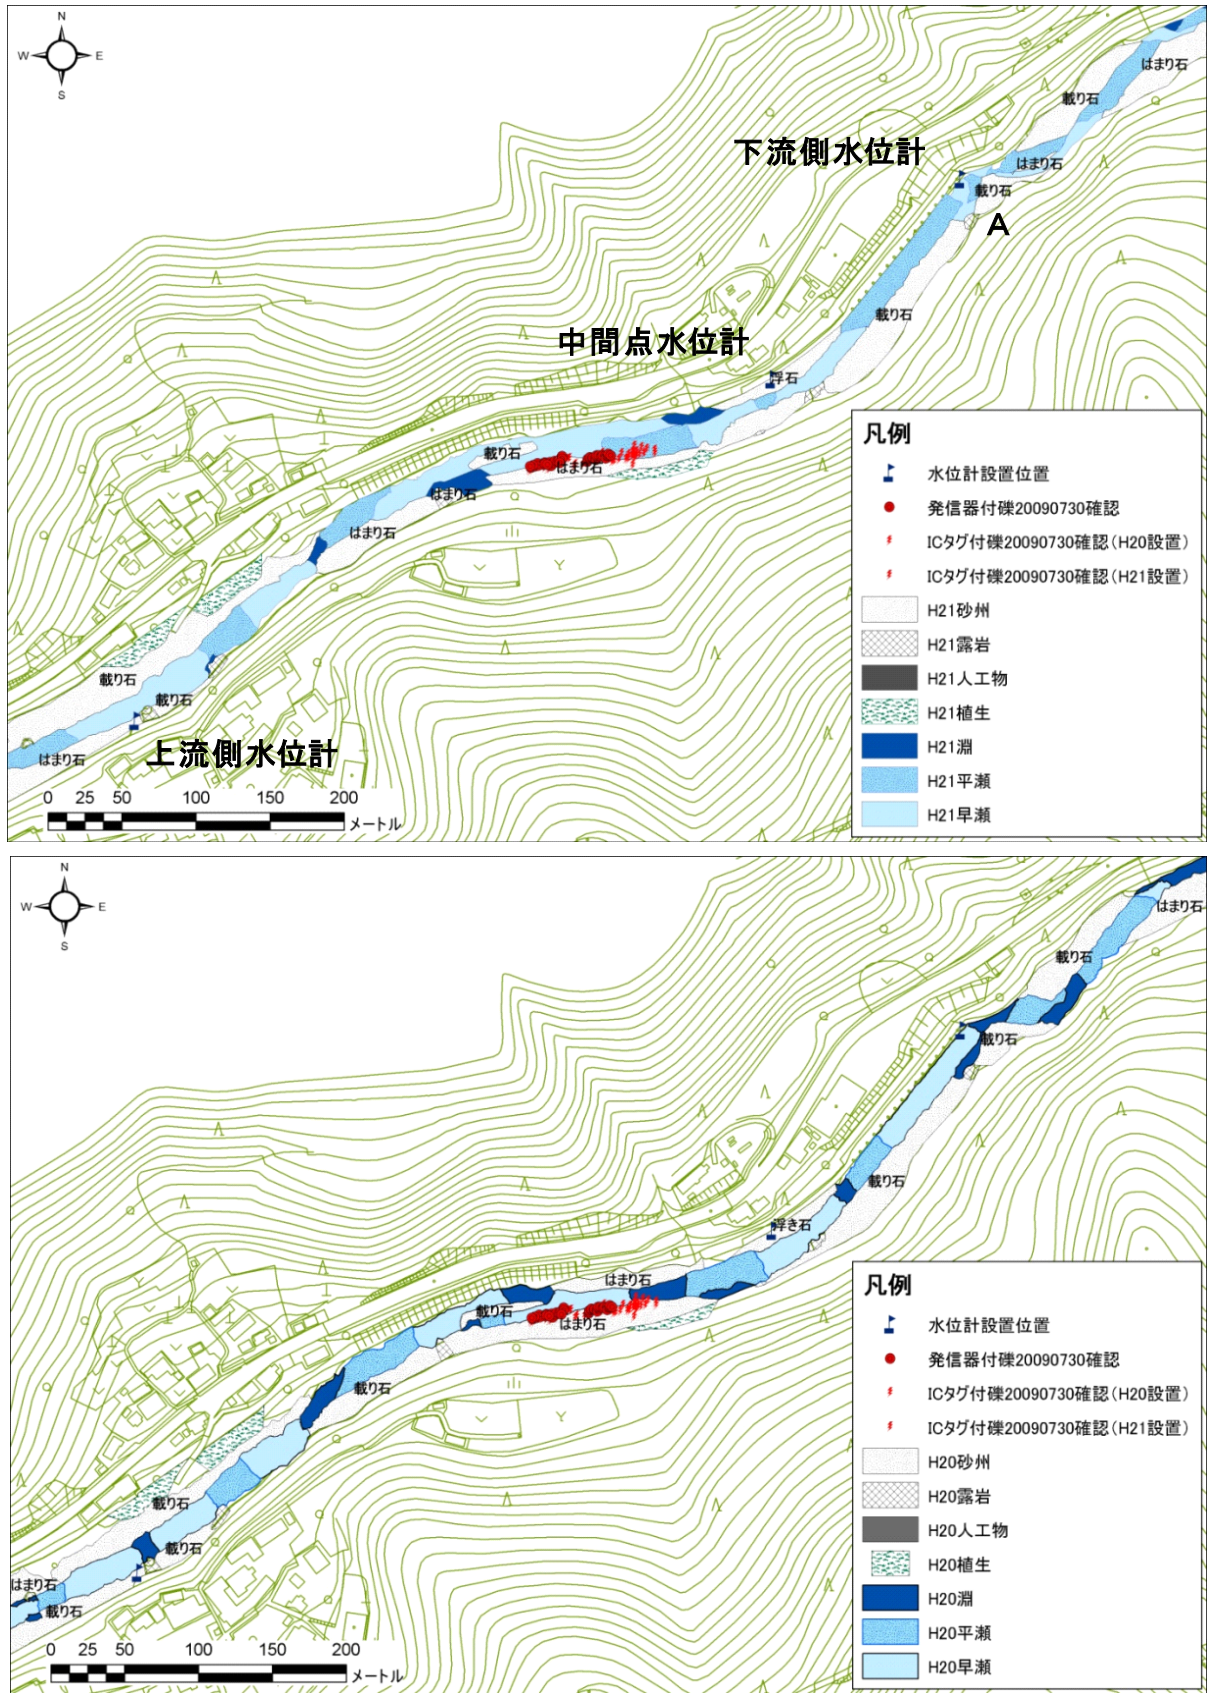 N
W
E
S
はまり石
載り石
下流側水位計
はまり石
載り石
A
載り石
中間点水位計
浮石
載り石
はまり石
はまり石
はまり石
載り石
載り石
はまり石
上流側水位計
0 25 50 100 150 200
メートル
凡例
水位計設置位置
発信器付礫20090730確認
ICタグ付礫20090730確認(H20設置)
ICタグ付礫20090730確認(H21設置)
H21砂州
H21露岩
H21人工物
H21植生
H21淵
H21平瀬
H21早瀬
N
W
E
S
はまり石
載り石
載り石
載り石
浮き石
はまり石
載り石
はまり石
載り石
載り石
載り石
はまり石
載り石
0 25 50 100 150 200
メートル
凡例
水位計設置位置
発信器付礫20090730確認
ICタグ付礫20090730確認(H20設置)
ICタグ付礫20090730確認(H21設置)
H20砂州
H20露岩
H20人工物
H20植生
H20淵
H20平瀬
H20早瀬